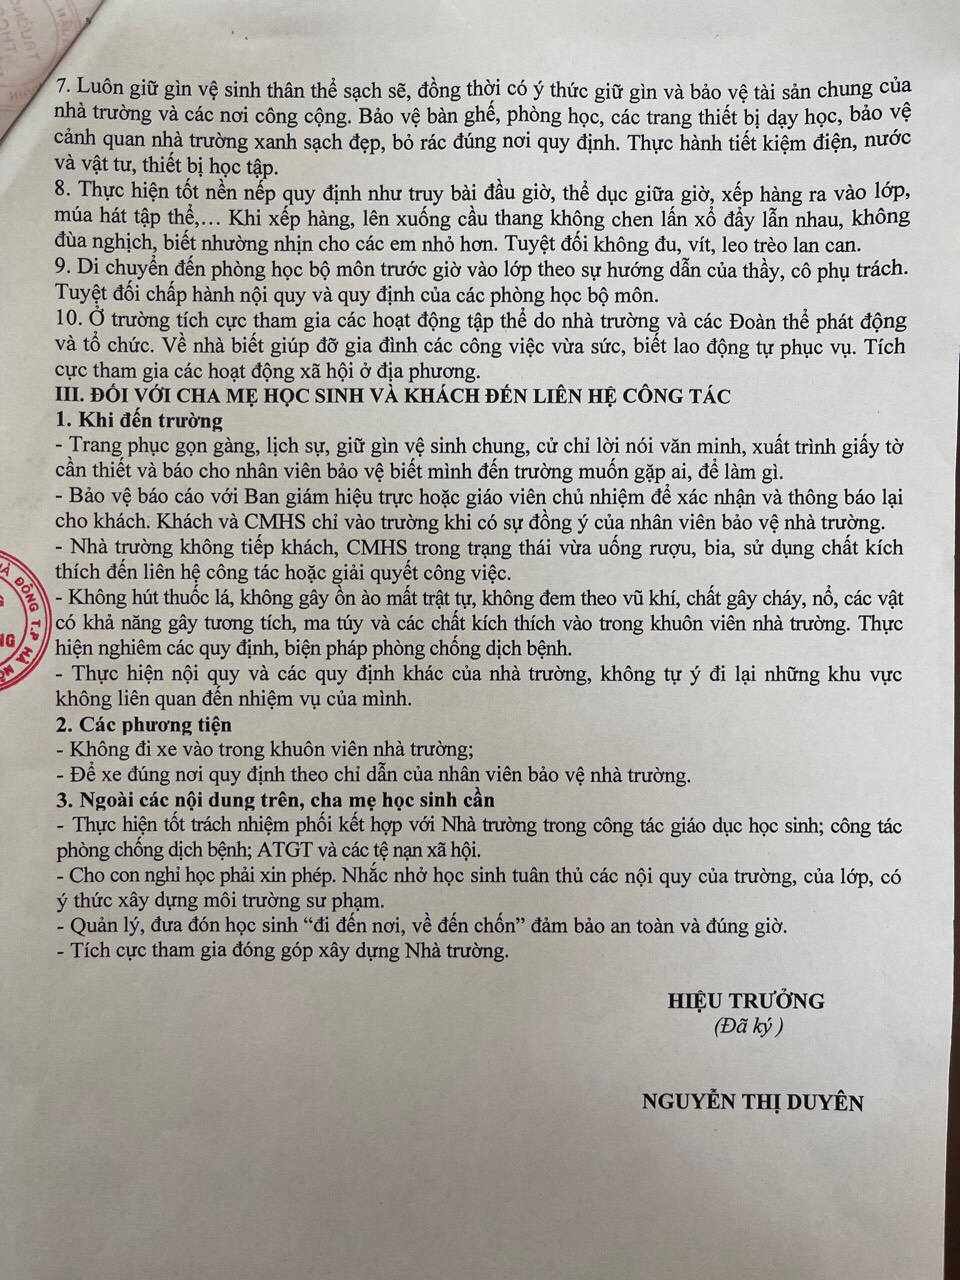 7. Luôn giữ gìn vệ sinh thân thể sạch sẽ, đồng thời có ý thức giữ gìn và bảo vệ tài sản chung của
nhà trường và các nơi công cộng. Bảo vệ bàn ghế, phòng học, các trang thiết bị dạy học, bảo vệ
cảnh quan nhà trường xanh sạch đẹp, bỏ rác đúng nơi quy định. Thực hành tiết kiệm điện, nước
và vật tư, thiết bị học tập.
8. Thực hiện tốt nền nếp quy định như truy bài đầu giờ, thể dục giữa giờ, xếp hàng ra vào lớp,
múa hát tập thể,... Khi xếp hàng, lên xuống cầu thang không chen lấn xổ đẩy lẫn nhau, không
đùa nghịch, biết nhường nhịn cho các em nhỏ hơn. Tuyệt đối không đu, vít, leo trèo lan can.
9. Di chuyển đến phòng học bộ môn trước giờ vào lớp theo sự hướng dẫn của thầy, cô phụ trách.
Tuyệt đối chấp hành nội quy và quy định của các phòng học bộ môn.
10. Ở trường tích cực tham gia các hoạt động tập thể do nhà trường và các Đoàn thể phát động
và tổ chức. Về nhà biết giúp đỡ gia đình các công việc vừa sức, biết lao động tự phục vụ. Tích
cực tham gia các hoạt động xã hội ở địa phương.
III. ĐỐI VỚI CHA MẸ HỌC SINH VÀ KHÁCH ĐẾN LIÊN HỆ CÔNG TÁC
1. Khi đến trường
- Trang phục gọn gàng, lịch sự, giữ gìn vệ sinh chung, cử chỉ lời nói văn minh, xuất trình giấy tờ
cần thiết và báo cho nhân viên bảo vệ biết mình đến trường muốn gặp ai, để làm gì.
- Bảo vệ báo cáo với Ban giám hiệu trực hoặc giáo viên chủ nhiệm để xác nhận và thông báo lại
cho khách. Khách và CMHS chỉ vào trường khi có sự đồng ý của nhân viên bảo vệ nhà trường.
- Nhà trường không tiếp khách, CMHS trong trạng thái vừa uống rượu, bia, sử dụng chất kích
thích đến liên hệ công tác hoặc giải quyết công việc.
- Không hút thuốc lá, không gây ồn ào mất trật tự, không đem theo vũ khí, chất gây cháy, nổ, các vật
có khả năng gây tương tích, ma túy và các chất kích thích vào trong khuôn viên nhà trường. Thực
hiện nghiêm các quy định, biện pháp phòng chống dịch bệnh.
- Thực hiện nội quy và các quy định khác của nhà trường, không tự ý đi lại những khu vực
không liên quan đến nhiệm vụ của mình.
2. Các phương tiện
- Không đi xe vào trong khuôn viên nhà trường;
- Để xe đúng nơi quy định theo chỉ dẫn của nhân viên bảo vệ nhà trường.
3. Ngoài các nội dung trên, cha mẹ học sinh cần
- Thực hiện tốt trách nhiệm phối kết hợp với Nhà trường trong công tác giáo dục học sinh; công tác
phòng chống dịch bệnh; ATGT và các tệ nạn xã hội.
- Cho con nghỉ học phải xin phép. Nhắc nhở học sinh tuân thủ các nội quy của trường, của lớp, có
ý thức xây dựng môi trường sư phạm.
- Quản lý, đưa đón học sinh “đi đến nơi, về đến chốn” đảm bảo an toàn và đúng giờ.
- Tích cực tham gia đóng góp xây dựng Nhà trường.
HIỆU TRƯỞNG
(Đã ký )
NGUYỄN THỊ DUYÊN